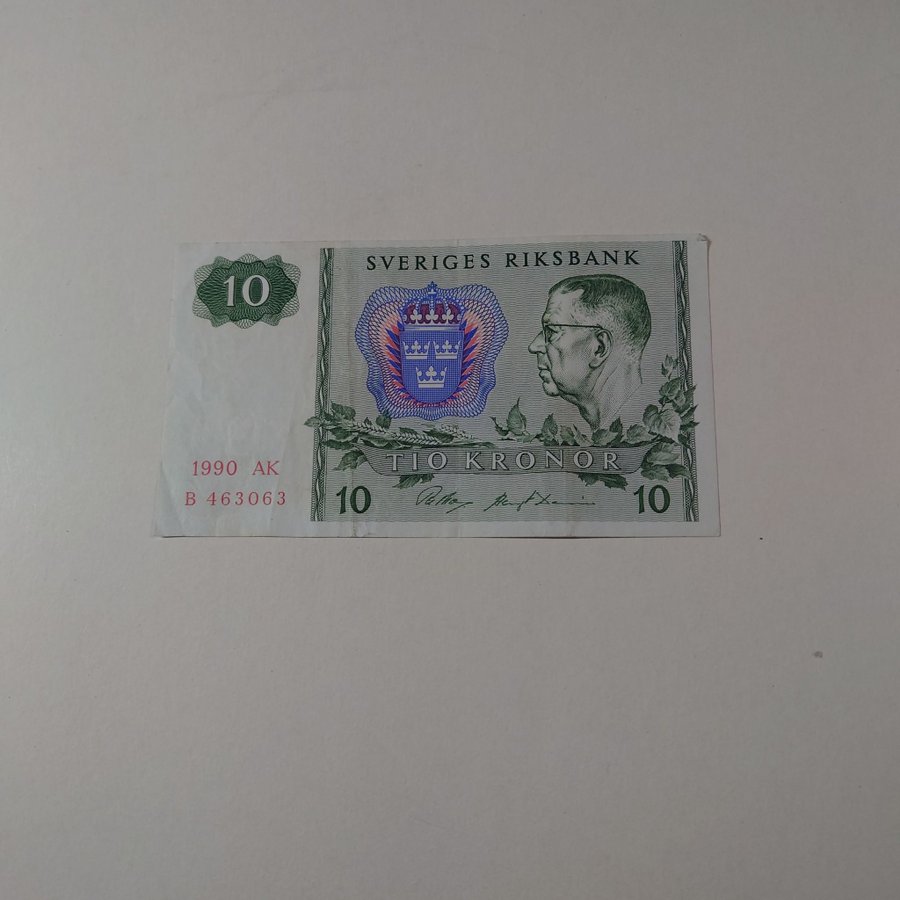 10
SVERIGES RIKSBANK
TIO KRONOR
1990 AK
B 463063
10
10